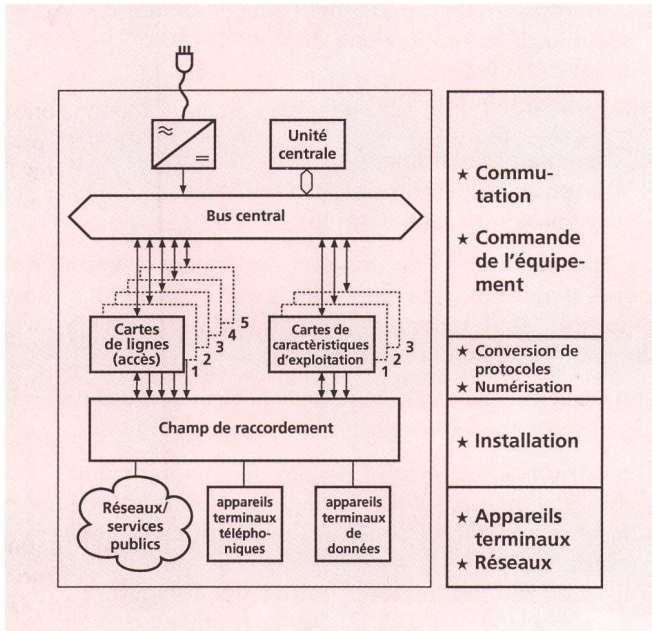 ≈
=
Unité
centrale
Bus central
Cartes
de lignes
(accès)
1
2
3
4
5
Cartes de
caractèristiques
d'exploitation
1
2
3
Champ de raccordement
Réseaux/
services
publics
appareils
terminaux
télépho-
niques
appareils
terminaux
de
données
★ Commu-
tation
★ Commande
de l'équipe-
ment
★ Conversion de
protocoles
★ Numérisation
★ Installation
★ Appareils
terminaux
★ Réseaux